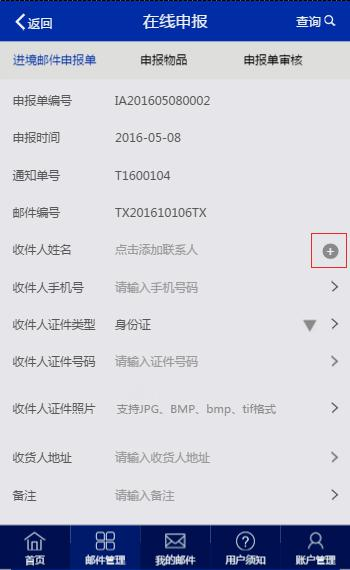 返回 在线申报 查询
进境邮件申报单 申报物品 申报单审核
申报单编号 IA201605080002
申报时间 2016-05-08
通知单号 T1600104
邮件编号 TX201610106TX
收件人姓名 点击添加联系人
收件人手机号 请输入手机号码
收件人证件类型 身份证
收件人证件号码 请输入证件号码
收件人证件照片 支持JPG、BMP、bmp、tif格式
收货人地址 请输入收货人地址
备注 请输入备注
首页 邮件管理 我的邮件 用户须知 账户管理